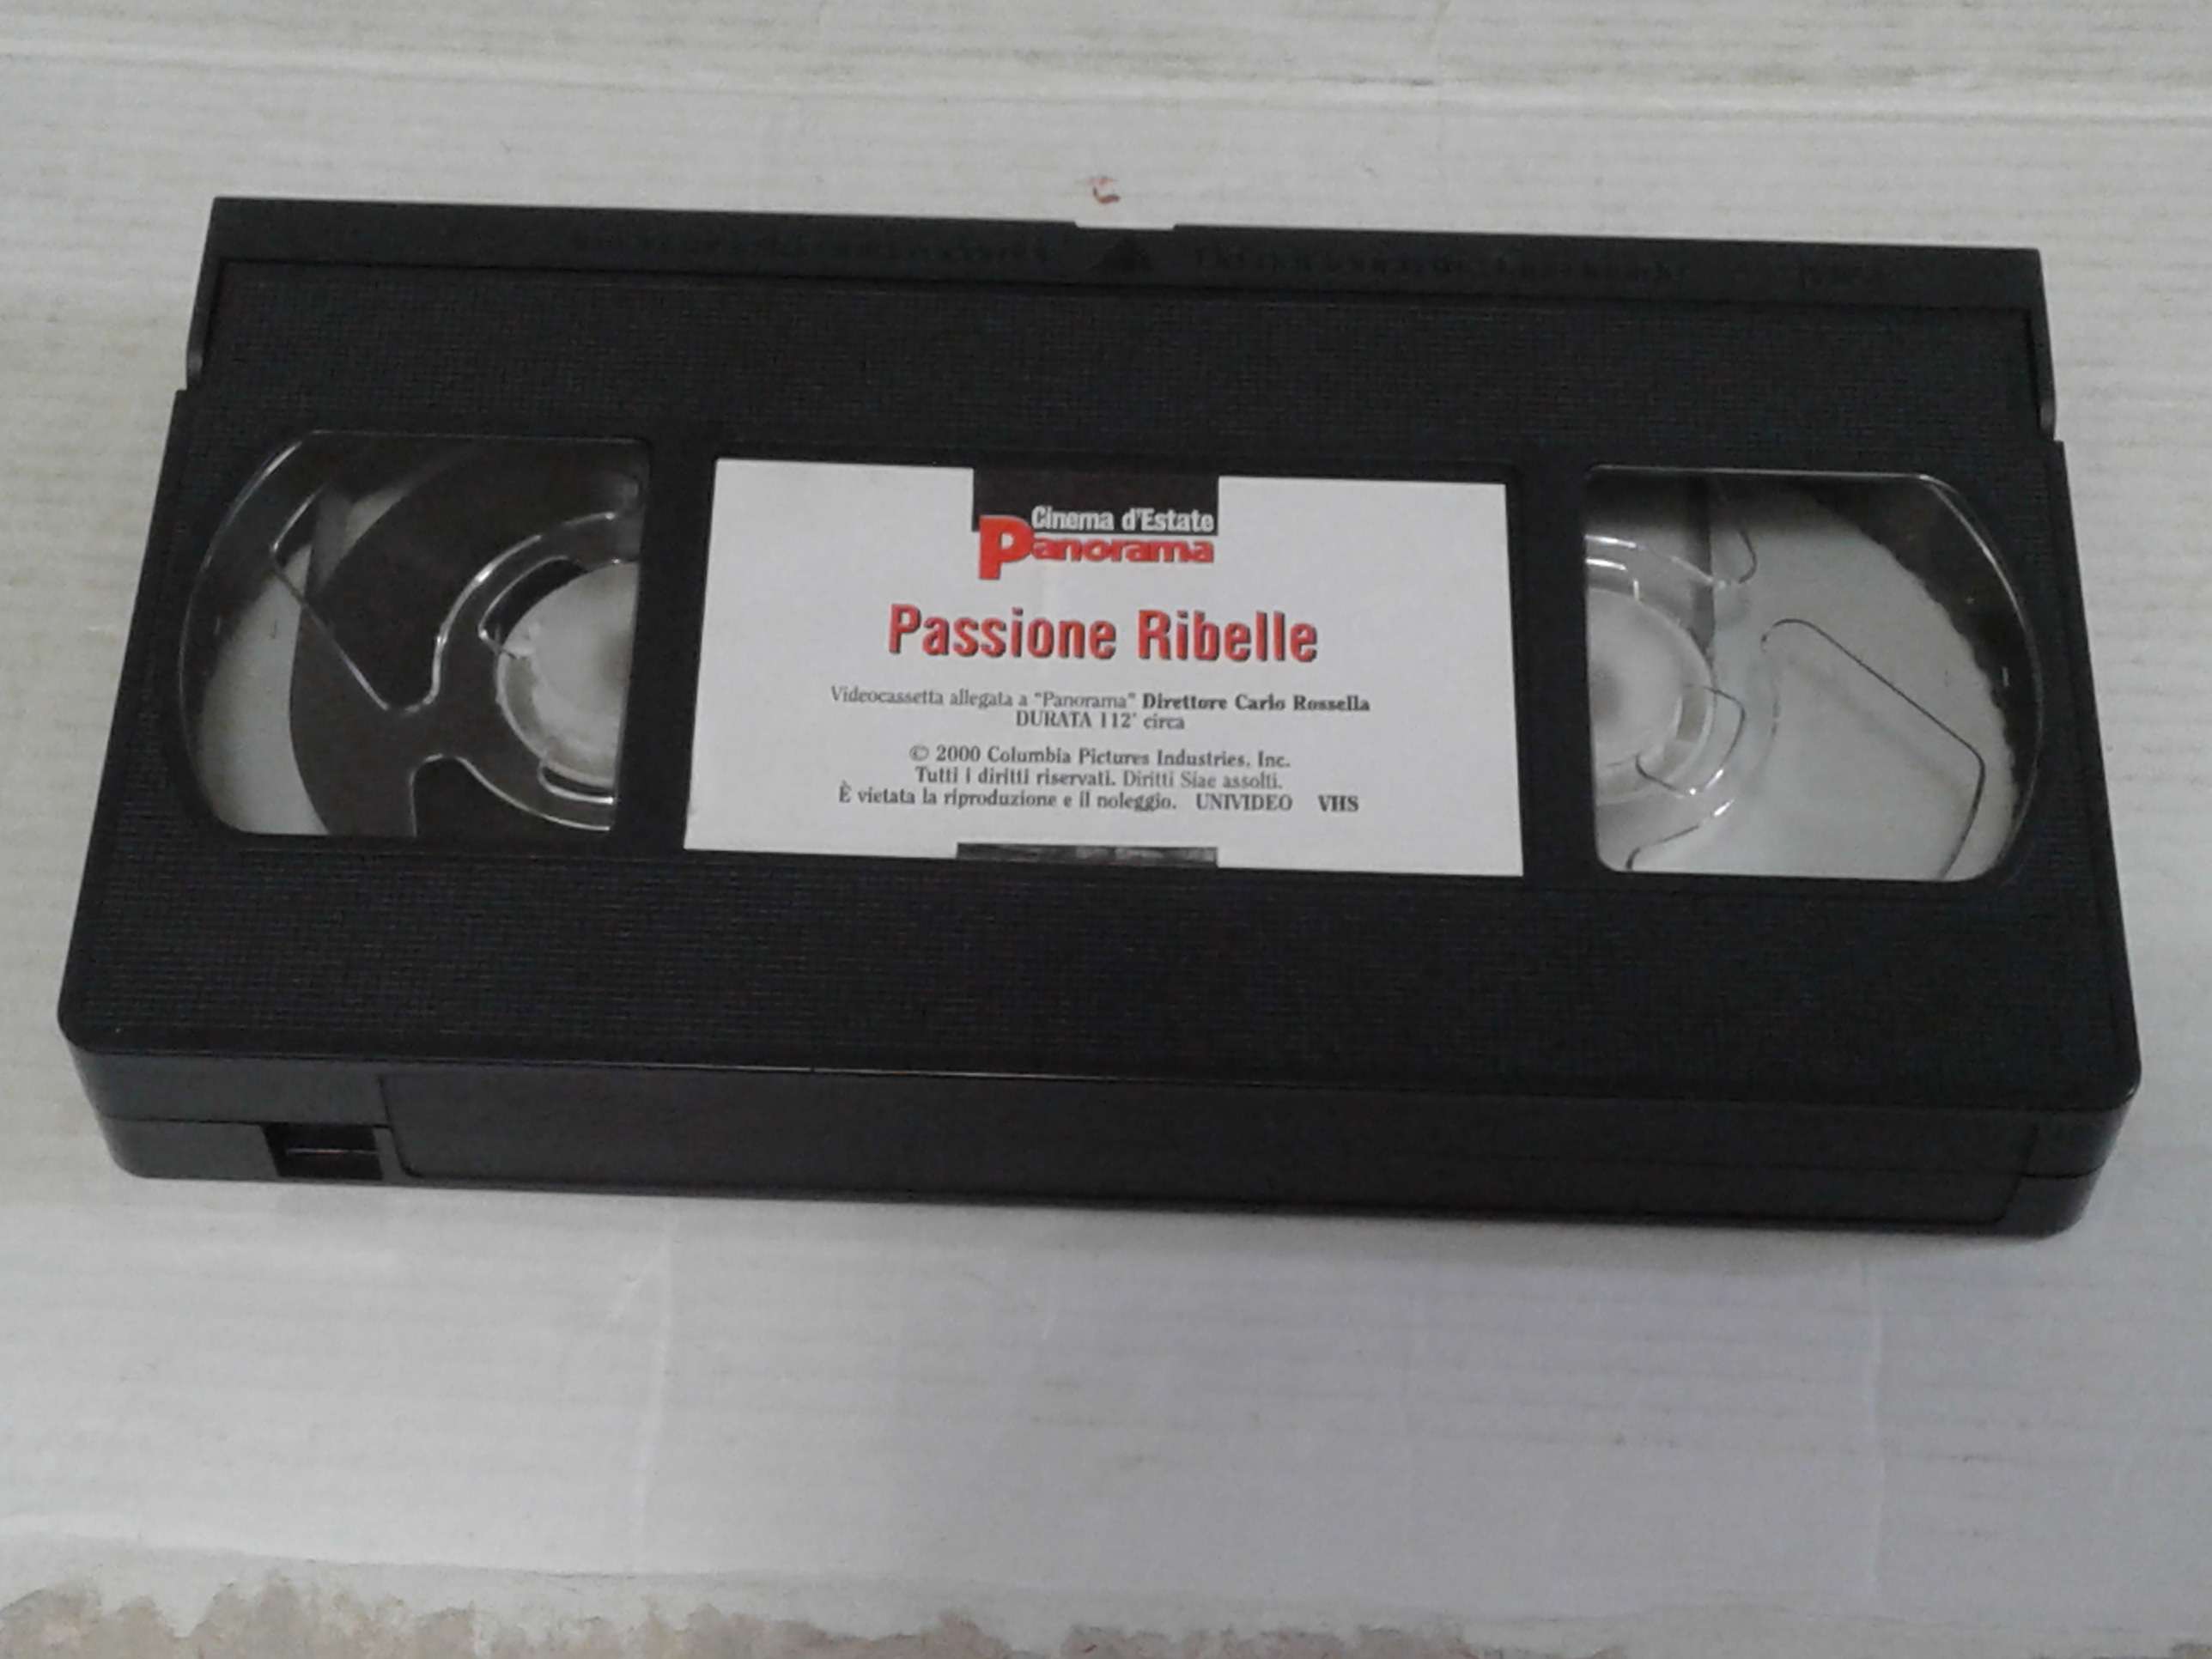 Cinema d'Estate
Panorama
Passione Ribelle
Videocassetta allegata a "Panorama" Direttore Carlo Rossella
DURATA 112' circa
© 2000 Columbia Pictures Industries, Inc.
Tutti i diritti riservati. Diritti Siae assolti.
È vietata la riproduzione e il noleggio. UNIVIDEO VHS